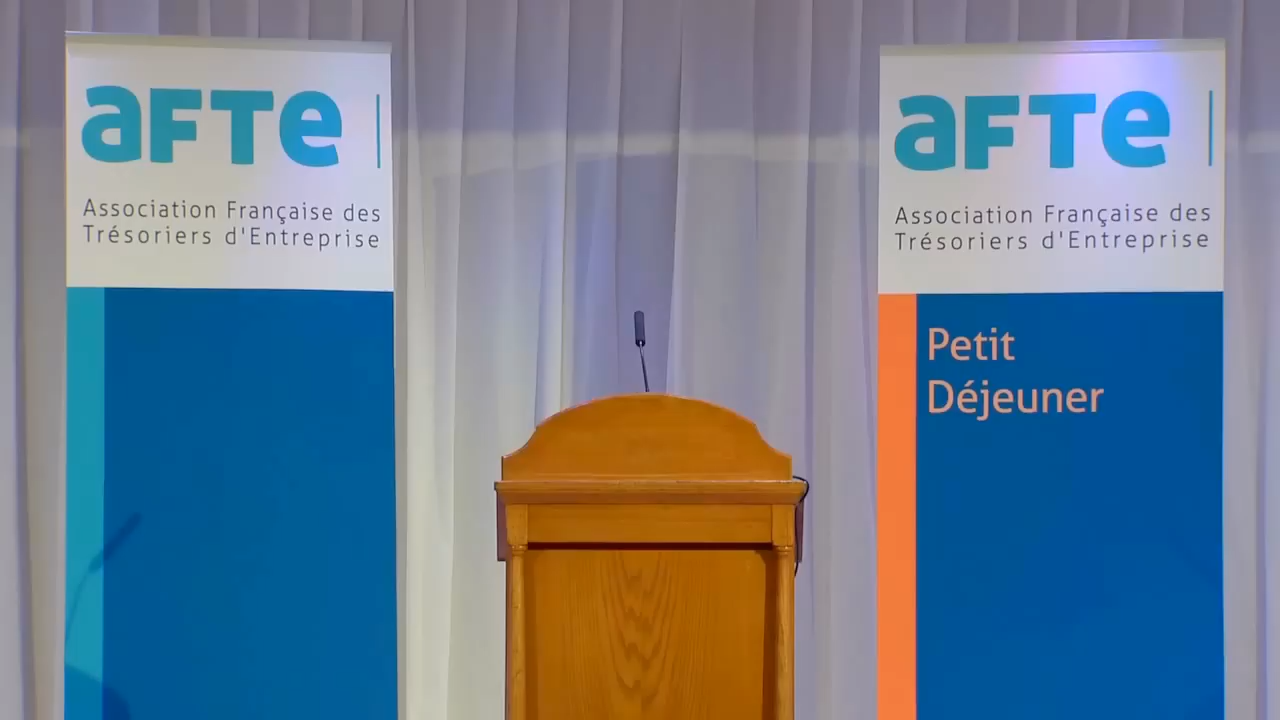 aFTe
Association Française des
Trésoriers d'Entreprise
aFTe
Association Française des
Trésoriers d'Entreprise
Petit
Déjeuner